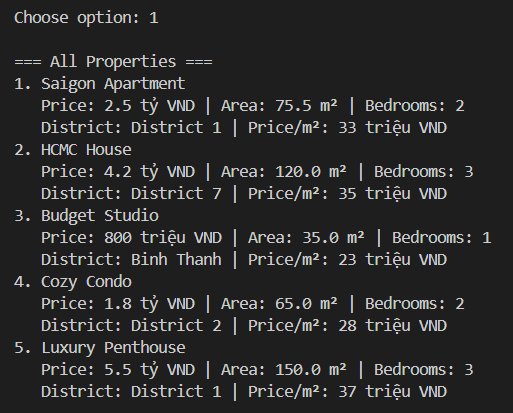 Choose option: 1
=== All Properties ===
1. Saigon Apartment
Price: 2.5 tỷ VND | Area: 75.5 m² | Bedrooms: 2
District: District 1 | Price/m²: 33 triệu VND
2. HCMC House
Price: 4.2 tỷ VND | Area: 120.0 m² | Bedrooms: 3
District: District 7 | Price/m²: 35 triệu VND
3. Budget Studio
Price: 800 triệu VND | Area: 35.0 m² | Bedrooms: 1
District: Binh Thanh | Price/m²: 23 triệu VND
4. Cozy Condo
Price: 1.8 tỷ VND | Area: 65.0 m² | Bedrooms: 2
District: District 2 | Price/m²: 28 triệu VND
5. Luxury Penthouse
Price: 5.5 tỷ VND | Area: 150.0 m² | Bedrooms: 3
District: District 1 | Price/m²: 37 triệu VND